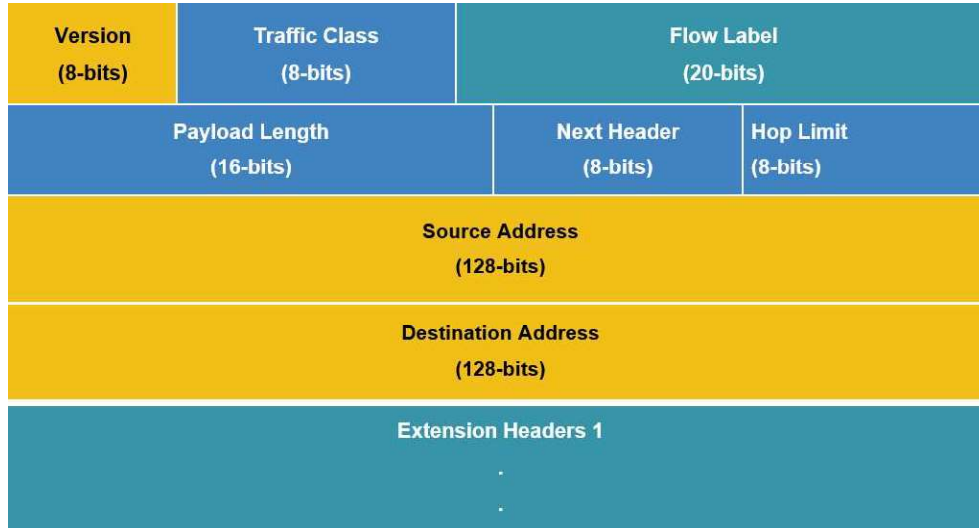 Version Traffic Class Flow Label
(8-bits) (8-bits) (20-bits)
Payload Length Next Header Hop Limit
(16-bits) (8-bits) (8-bits)
Source Address
(128-bits)
Destination Address
(128-bits)
Extension Headers 1
.
.